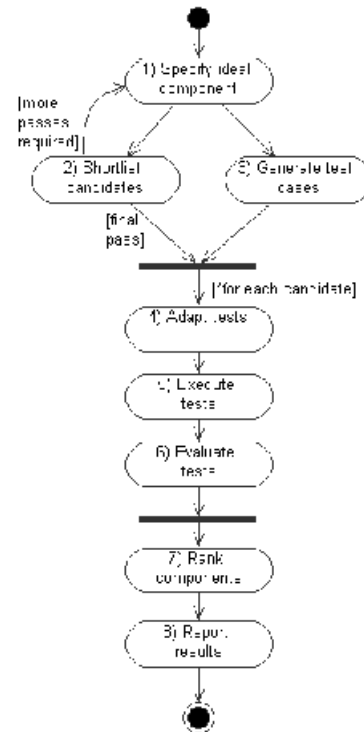 1) Specify ideal
component
[more
passes
required]
2) Shortlist
candidates
3) Generate test
cases
[final
pass]
[*for each candidate]
4) Adapt tests
5) Execute
tests
6) Evaluate
tests
7) Rank
components
8) Report
results